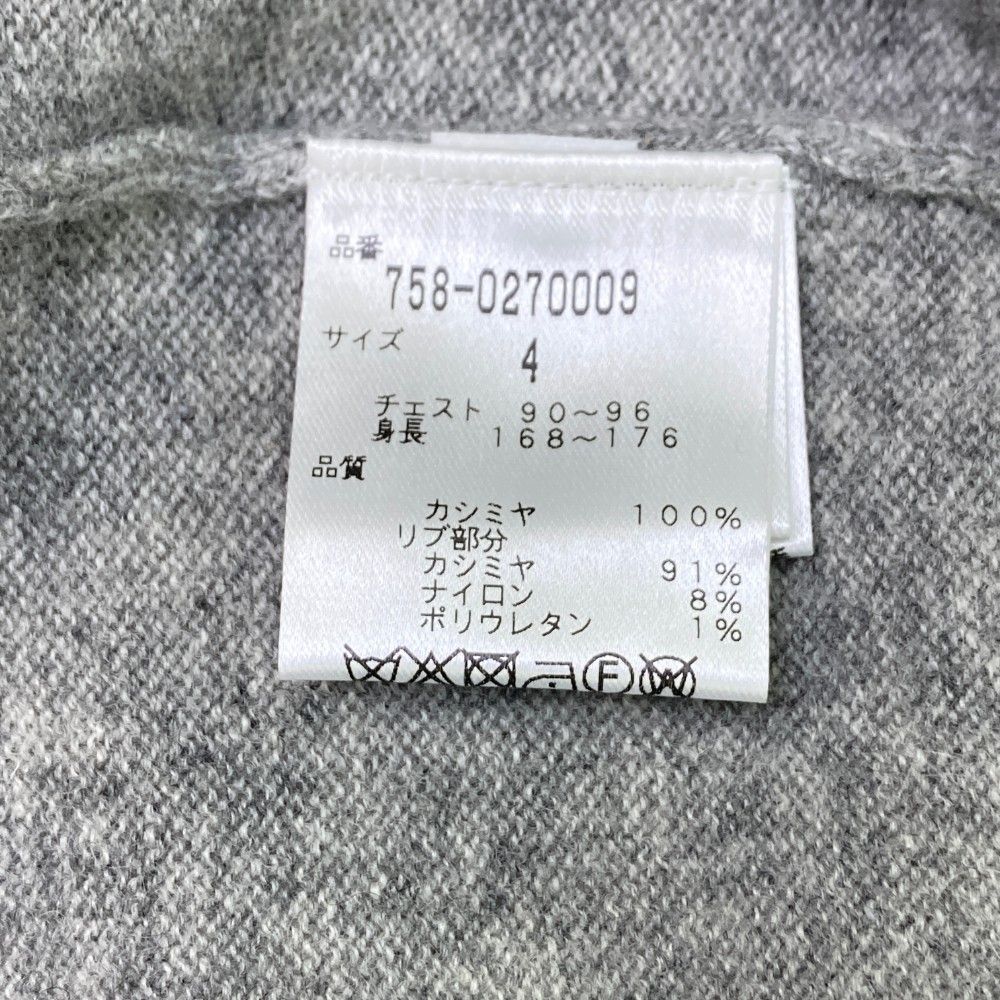 品番
758-0270009
サイズ 4
チェスト 90～96
身長 168～176
品質
カシミヤ 100%
リブ部分
カシミヤ 91%
ナイロン 8%
ポリウレタン 1%
F W